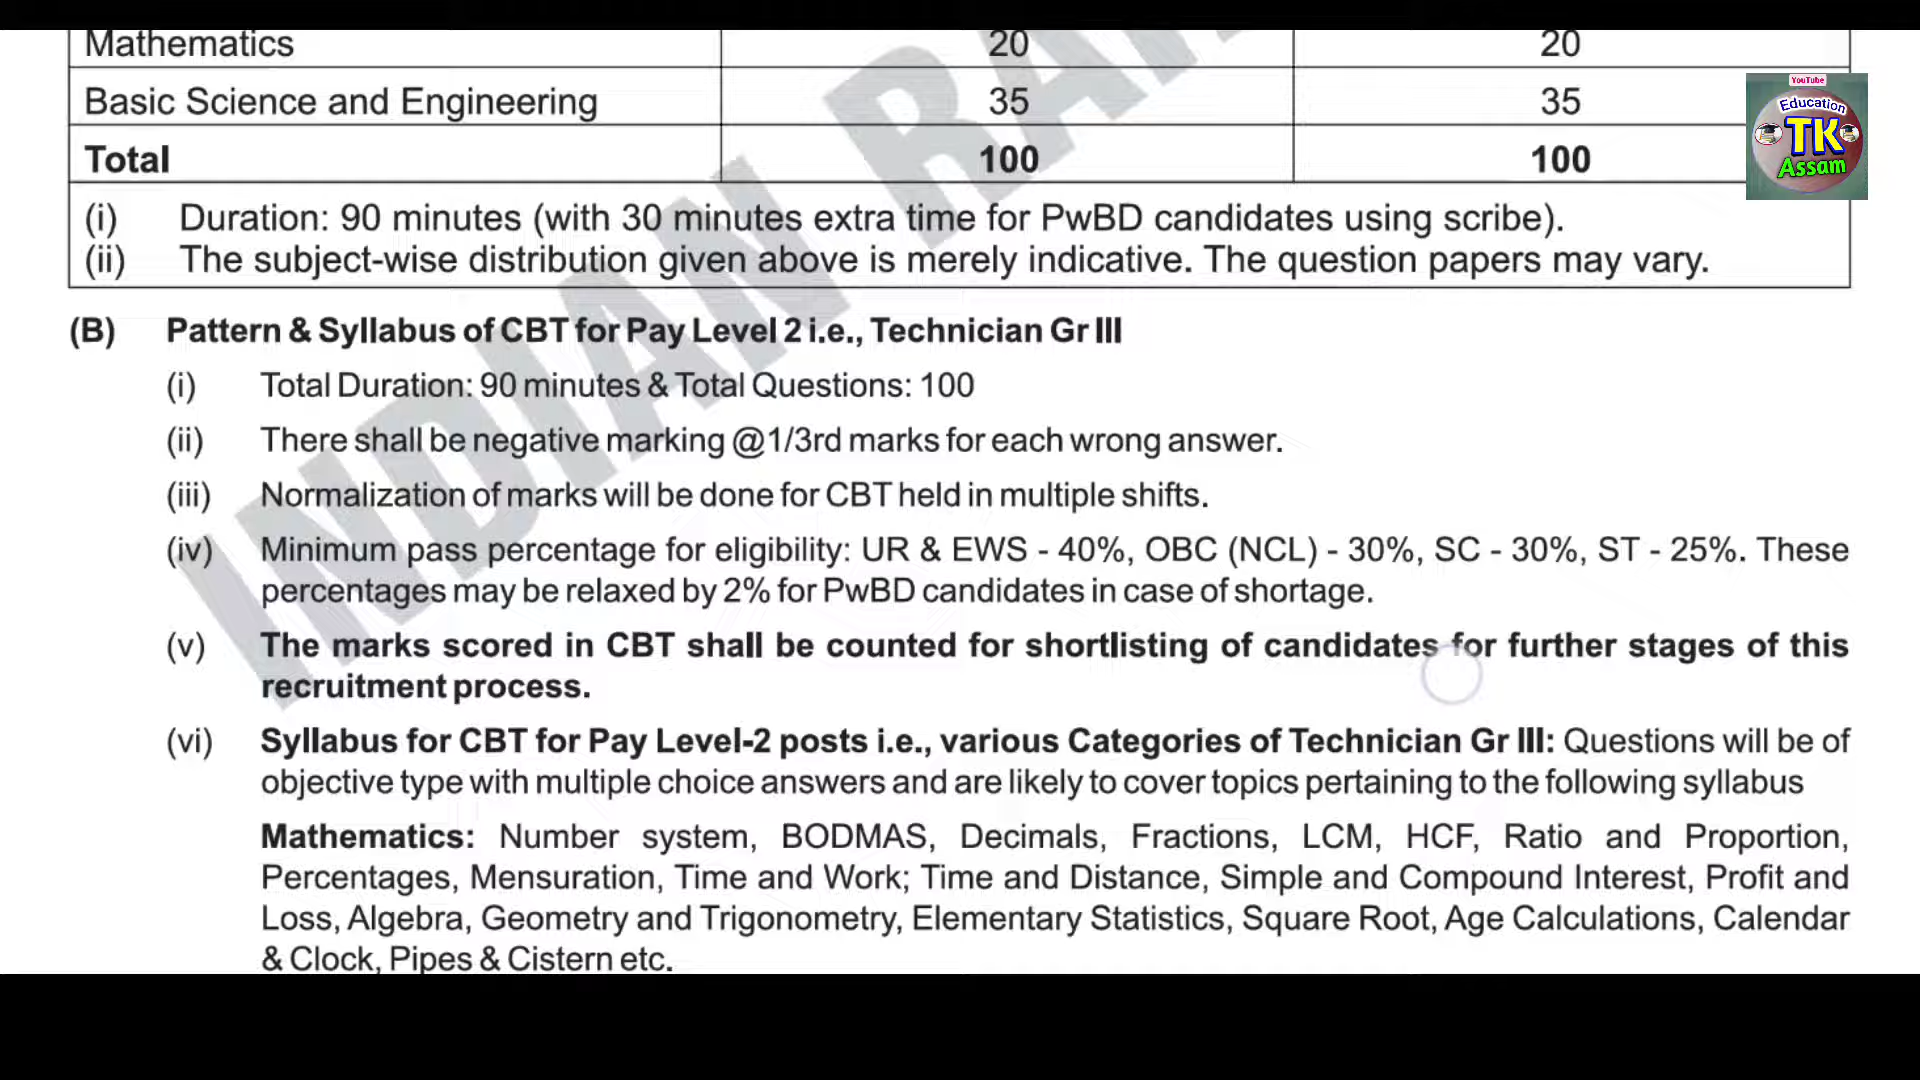 Mathematics 20 20
Basic Science and Engineering 35 35
Total 100 100
YouTube
Education
TK
Assam
(i) Duration: 90 minutes (with 30 minutes extra time for PwBD candidates using scribe).
(ii) The subject-wise distribution given above is merely indicative. The question papers may vary.
(B) Pattern & Syllabus of CBT for Pay Level 2 i.e., Technician Gr III
(i) Total Duration: 90 minutes & Total Questions: 100
(ii) There shall be negative marking @1/3rd marks for each wrong answer.
(iii) Normalization of marks will be done for CBT held in multiple shifts.
(iv) Minimum pass percentage for eligibility: UR & EWS - 40%, OBC (NCL) - 30%, SC - 30%, ST - 25%. These
percentages may be relaxed by 2% for PwBD candidates in case of shortage.
(v) The marks scored in CBT shall be counted for shortlisting of candidates for further stages of this
recruitment process.
(vi) Syllabus for CBT for Pay Level-2 posts i.e., various Categories of Technician Gr III: Questions will be of
objective type with multiple choice answers and are likely to cover topics pertaining to the following syllabus
Mathematics: Number system, BODMAS, Decimals, Fractions, LCM, HCF, Ratio and Proportion,
Percentages, Mensuration, Time and Work; Time and Distance, Simple and Compound Interest, Profit and
Loss, Algebra, Geometry and Trigonometry, Elementary Statistics, Square Root, Age Calculations, Calendar
& Clock, Pipes & Cistern etc.
INDIAN